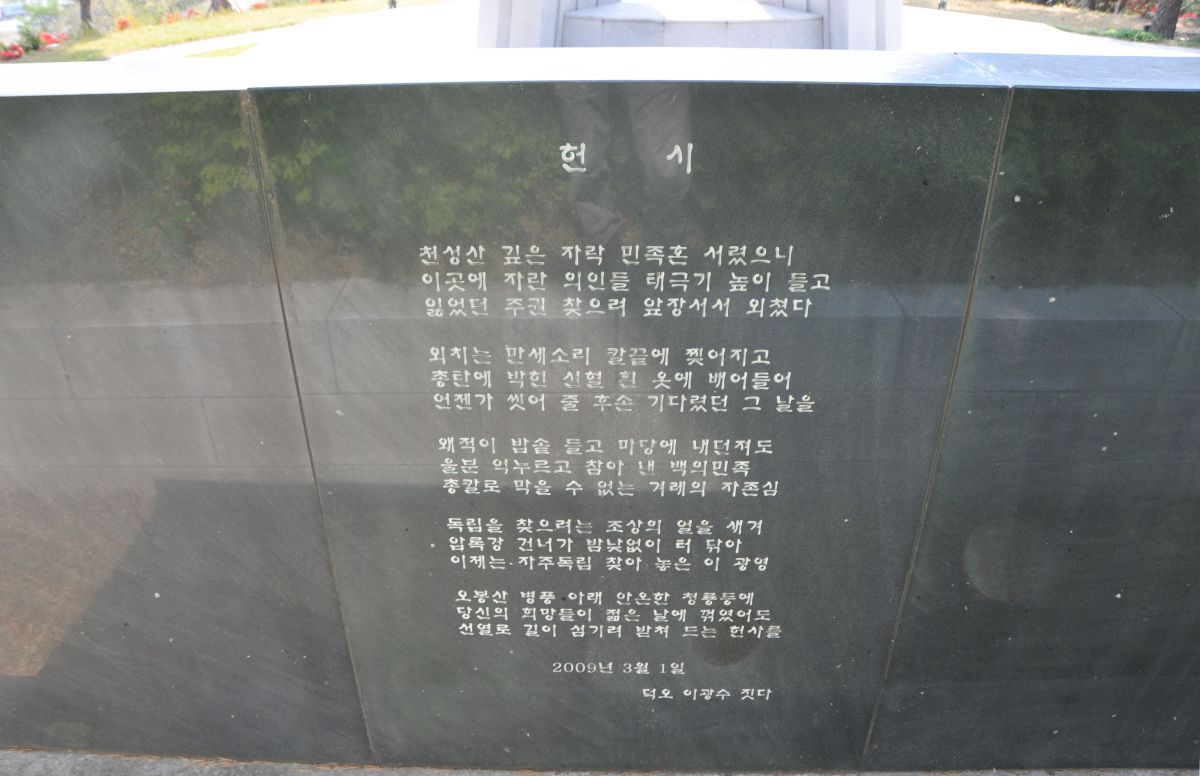 헌 시
천성산 깊은 자락 민족혼 서렸으니
이곳에 자란 의인들 태극기 높이 들고
잃었던 주권 찾으려 앞장서서 외쳤다
외치는 만세소리 칼끝에 찢어지고
총탄에 박힌 선혈 흰 옷에 배어들어
언젠가 씻어 줄 후손 기다렸던 그 날을
왜적이 밥솥 들고 마당에 내던져도
울분 억누르고 참아 낸 백의민족
총칼로 막을 수 없는 겨레의 자존심
독립을 찾으려는 조상의 얼을 새겨
압록강 건너가 밤낮없이 터 닦아
이제는 자주독립 찾아 놓은 이 광영
오봉산 병풍 아래 안온한 청룡등에
당신의 희망들이 젊은 날에 꺾였어도
선열로 길이 섬기려 받쳐 드는 헌사를
2009년 3월 1일
덕오 이광수 짓다